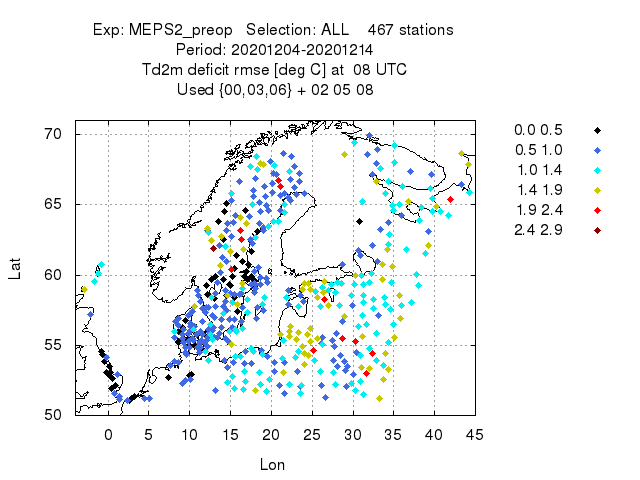 Exp: MEPS2_preop   Selection: ALL    467 stations
Period: 20201204-20201214
Td2m deficit rmse [deg C] at  08 UTC
Used {00,03,06} + 02 05 08
0.0 0.5
0.5 1.0
1.0 1.4
1.4 1.9
1.9 2.4
2.4 2.9
70
65
60
55
50
Lat
0 5 10 15 20 25 30 35 40 45
Lon